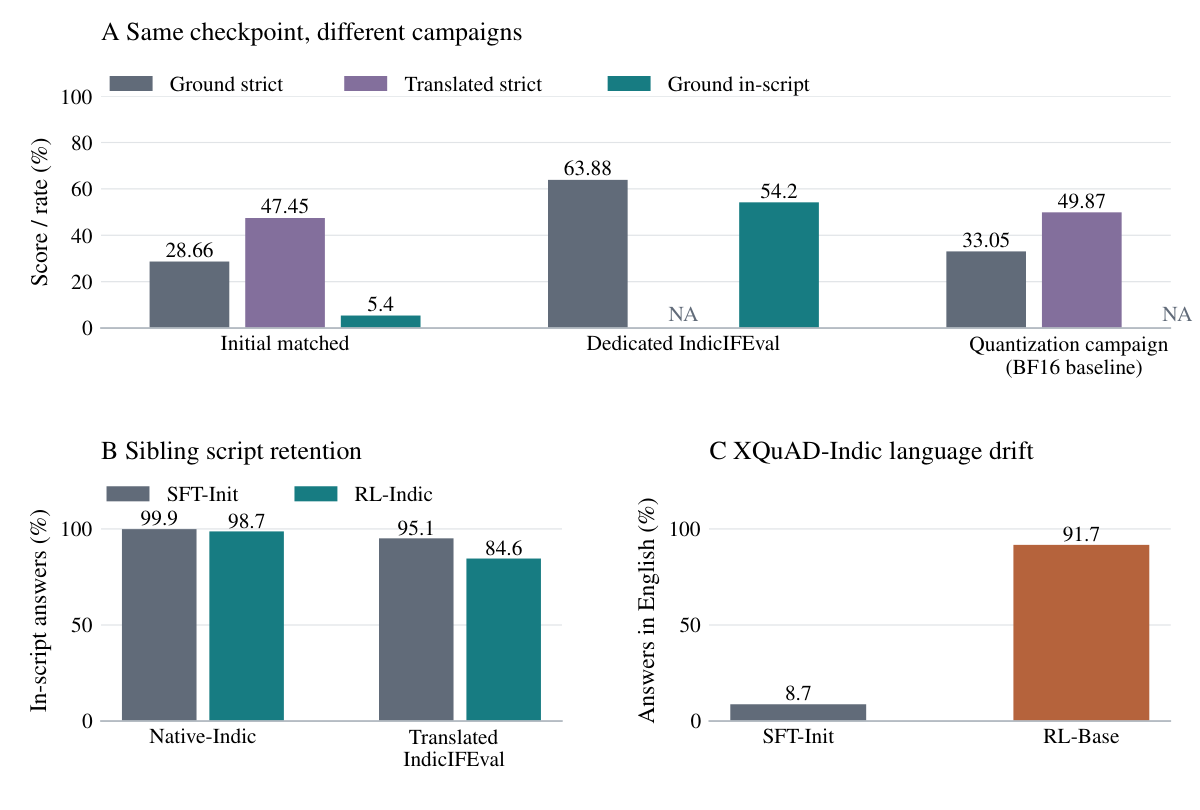 A Same checkpoint, different campaigns
Ground strict Translated strict Ground in-script
Score / rate (%)
100
80
60
40
20
0
28.66
47.45
5.4
63.88
NA
54.2
33.05
49.87
NA
Initial matched
Dedicated IndicIFEval
Quantization campaign
(BF16 baseline)
B Sibling script retention
SFT-Init RL-Indic
In-script answers (%)
100
50
0
99.9
98.7
95.1
84.6
Native-Indic
Translated
IndicIFEval
C XQuAD-Indic language drift
Answers in English (%)
100
50
0
8.7
91.7
SFT-Init
RL-Base